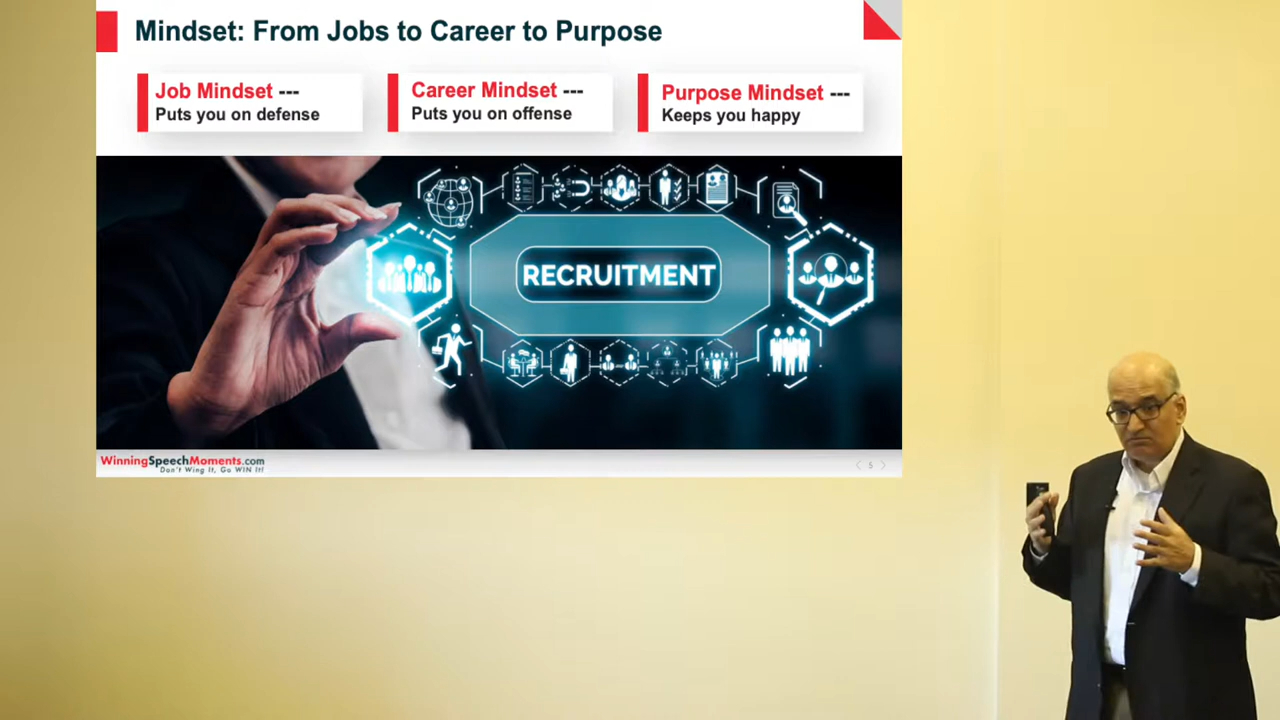 Mindset: From Jobs to Career to Purpose
Job Mindset ---
Puts you on defense
Career Mindset ---
Puts you on offense
Purpose Mindset ---
Keeps you happy
RECRUITMENT
WinningSpeechMoments.com
Don't Wing It, Go WIN It!
5